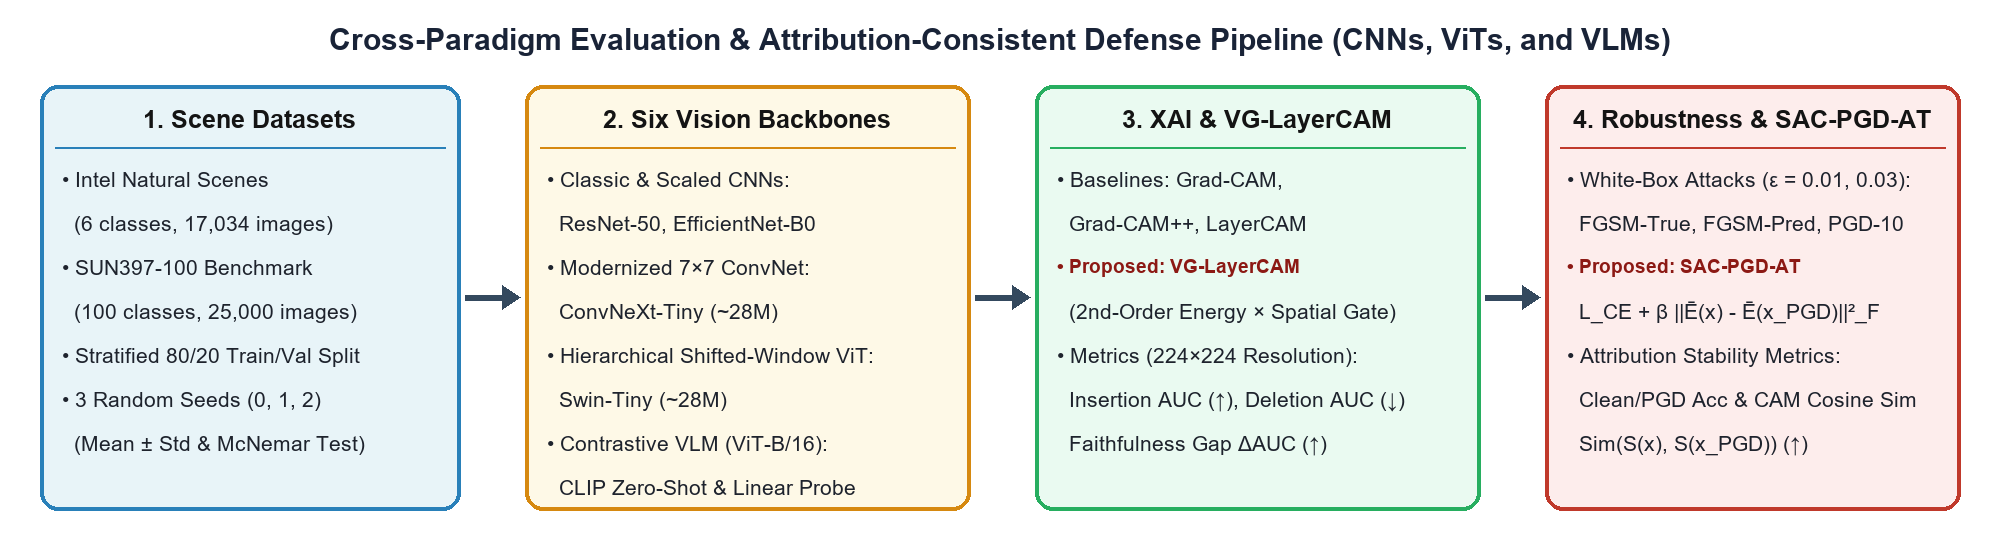 Cross-Paradigm Evaluation & Attribution-Consistent Defense Pipeline (CNNs, ViTs, and VLMs)
1. Scene Datasets
• Intel Natural Scenes
(6 classes, 17,034 images)
• SUN397-100 Benchmark
(100 classes, 25,000 images)
• Stratified 80/20 Train/Val Split
• 3 Random Seeds (0, 1, 2)
(Mean ± Std & McNemar Test)
2. Six Vision Backbones
• Classic & Scaled CNNs:
ResNet-50, EfficientNet-B0
• Modernized 7×7 ConvNet:
ConvNeXt-Tiny (~28M)
• Hierarchical Shifted-Window ViT:
Swin-Tiny (~28M)
• Contrastive VLM (ViT-B/16):
CLIP Zero-Shot & Linear Probe
3. XAI & VG-LayerCAM
• Baselines: Grad-CAM,
Grad-CAM++, LayerCAM
• Proposed: VG-LayerCAM
(2nd-Order Energy × Spatial Gate)
• Metrics (224×224 Resolution):
Insertion AUC (↑), Deletion AUC (↓)
Faithfulness Gap ΔAUC (↑)
4. Robustness & SAC-PGD-AT
• White-Box Attacks (ε = 0.01, 0.03):
FGSM-True, FGSM-Pred, PGD-10
• Proposed: SAC-PGD-AT
L_CE + β ||Ē(x) - Ē(x_PGD)||²_F
• Attribution Stability Metrics:
Clean/PGD Acc & CAM Cosine Sim
Sim(S(x), S(x_PGD)) (↑)